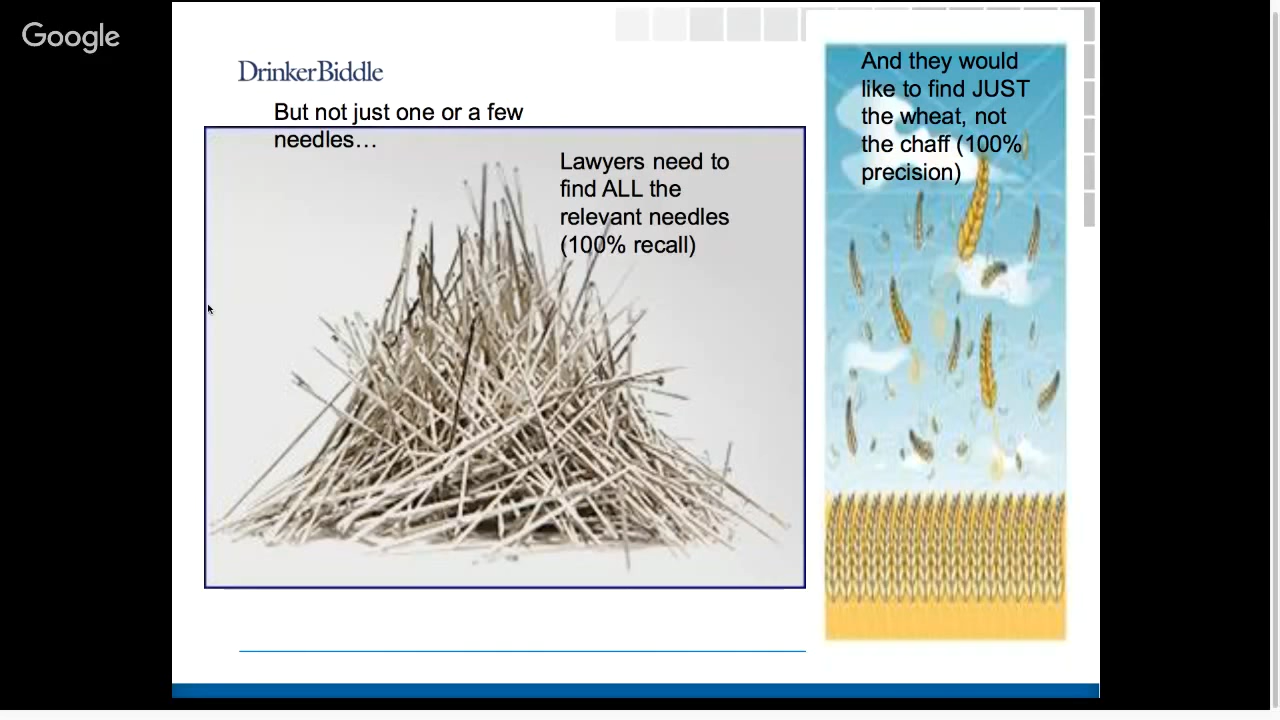 Google
DrinkerBiddle
But not just one or a few
needles…
Lawyers need to
find ALL the
relevant needles
(100% recall)
And they would
like to find JUST
the wheat, not
the chaff (100%
precision)